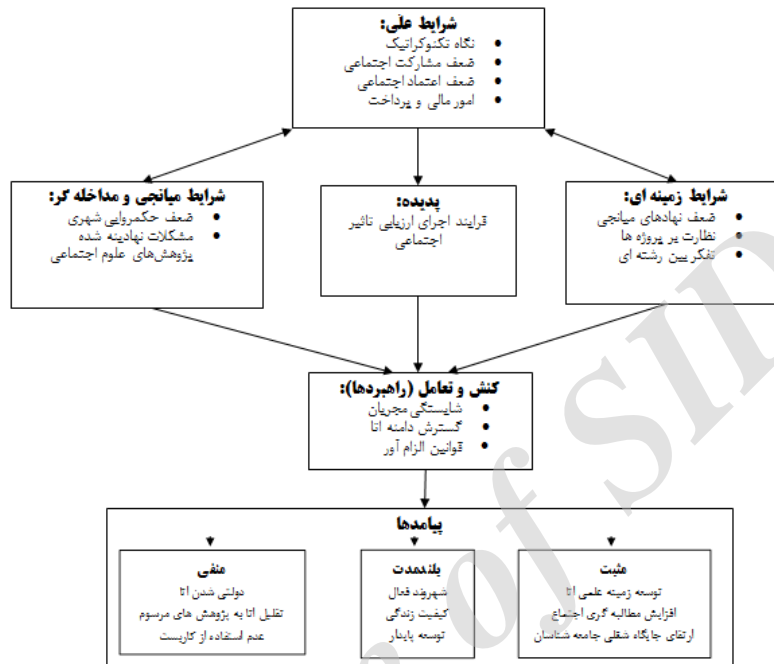 شرایط علّی:
نگاه تکنوکراتیک
ضعف مشارکت اجتماعی
ضعف اعتماد اجتماعی
امور مالی و پرداخت
شرایط زمینه ای:
ضعف نهادهای میانجی
نظارت بر پروژه ها
تفکر بین رشته ای
پدیده:
فرایند اجرای ارزیابی تاثیر
اجتماعی
شرایط میانجی و مداخله گر:
ضعف حکمروایی شهری
مشکلات نهادینه شده
پژوهش‌های علوم اجتماعی
کنش و تعامل (راهبردها):
شایستگی مجریان
گسترش دامنه اتا
قوانین الزام آور
پیامدها
مثبت
توسعه زمینه علمی اتا
افزایش مطالبه گری اجتماع
ارتقای جایگاه شغلی جامعه شناسان
بلندمدت
شهروند فعال
کیفیت زندگی
توسعه پایدار
منفی
دولتی شدن اتا
تقلیل اتا به پژوهش های مرسوم
عدم استفاده از کاربست
of SID